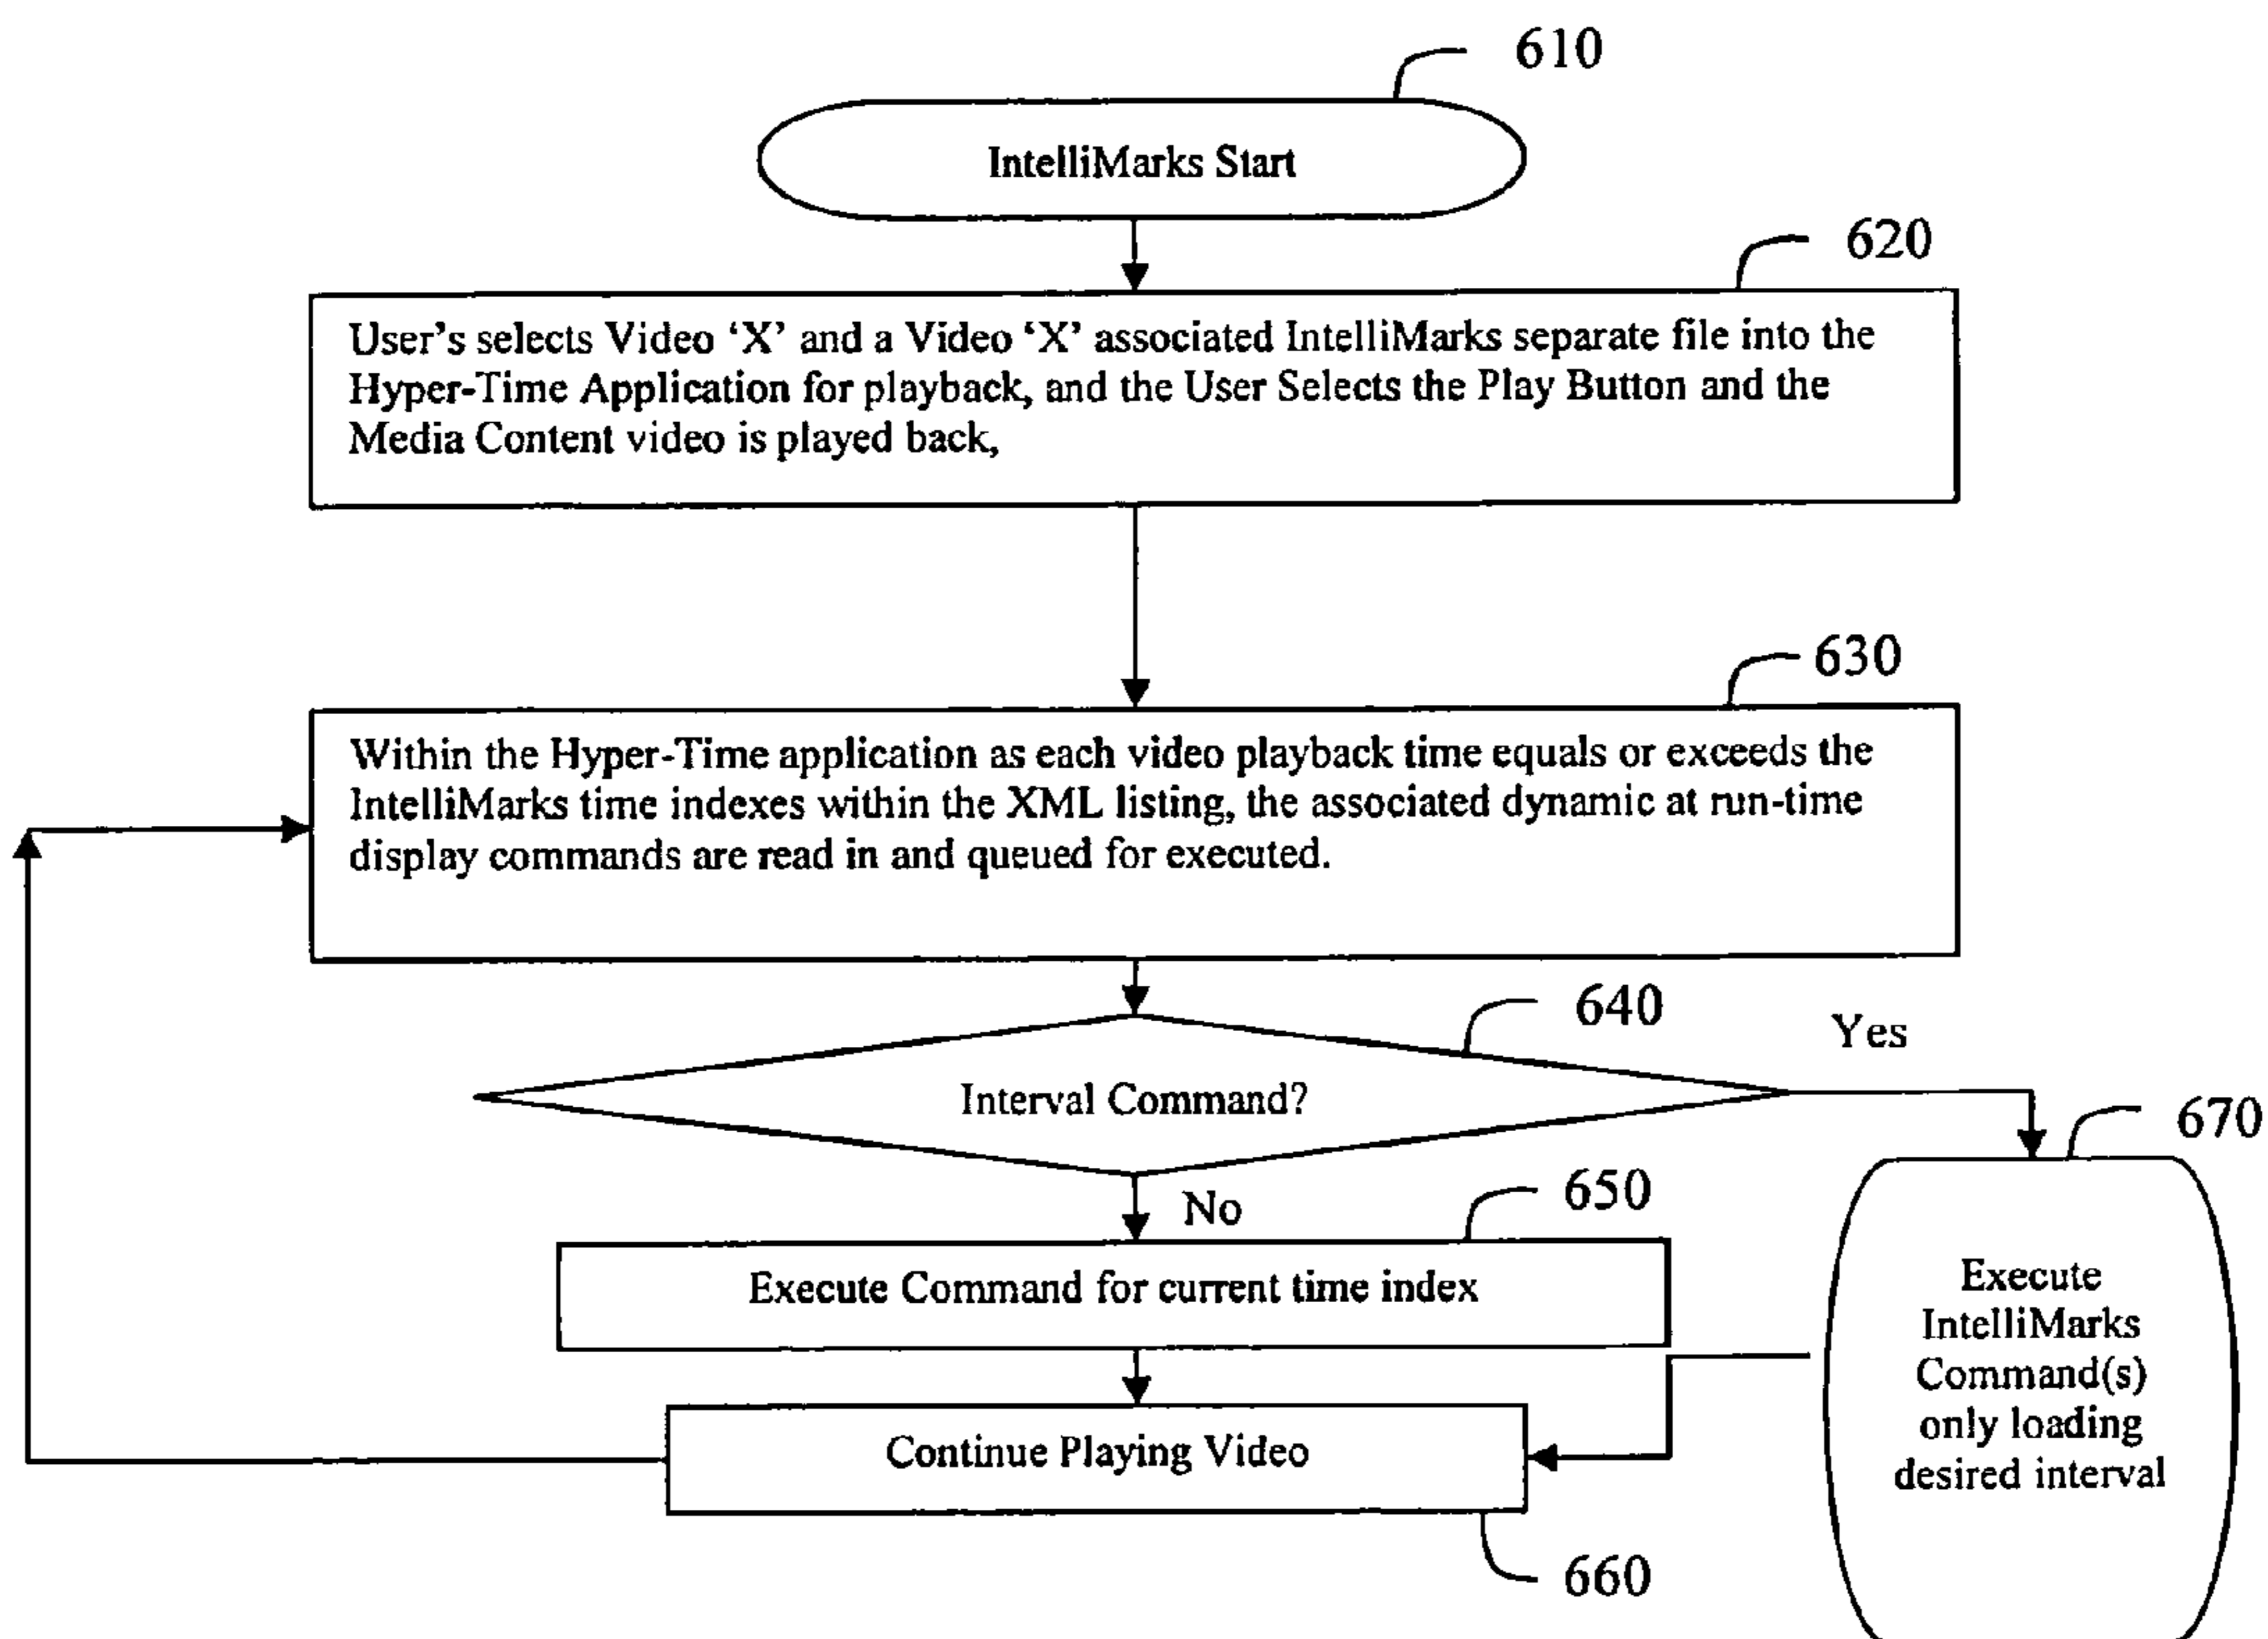 610
IntelliMarks Start
620
User's selects Video ‘X’ and a Video ‘X’ associated IntelliMarks separate file into the
Hyper-Time Application for playback, and the User Selects the Play Button and the
Media Content video is played back,
630
Within the Hyper-Time application as each video playback time equals or exceeds the
IntelliMarks time indexes within the XML listing, the associated dynamic at run-time
display commands are read in and queued for executed.
640
Yes
Interval Command?
670
No
650
Execute Command for current time index
Execute
IntelliMarks
Command(s)
only loading
desired interval
Continue Playing Video
660